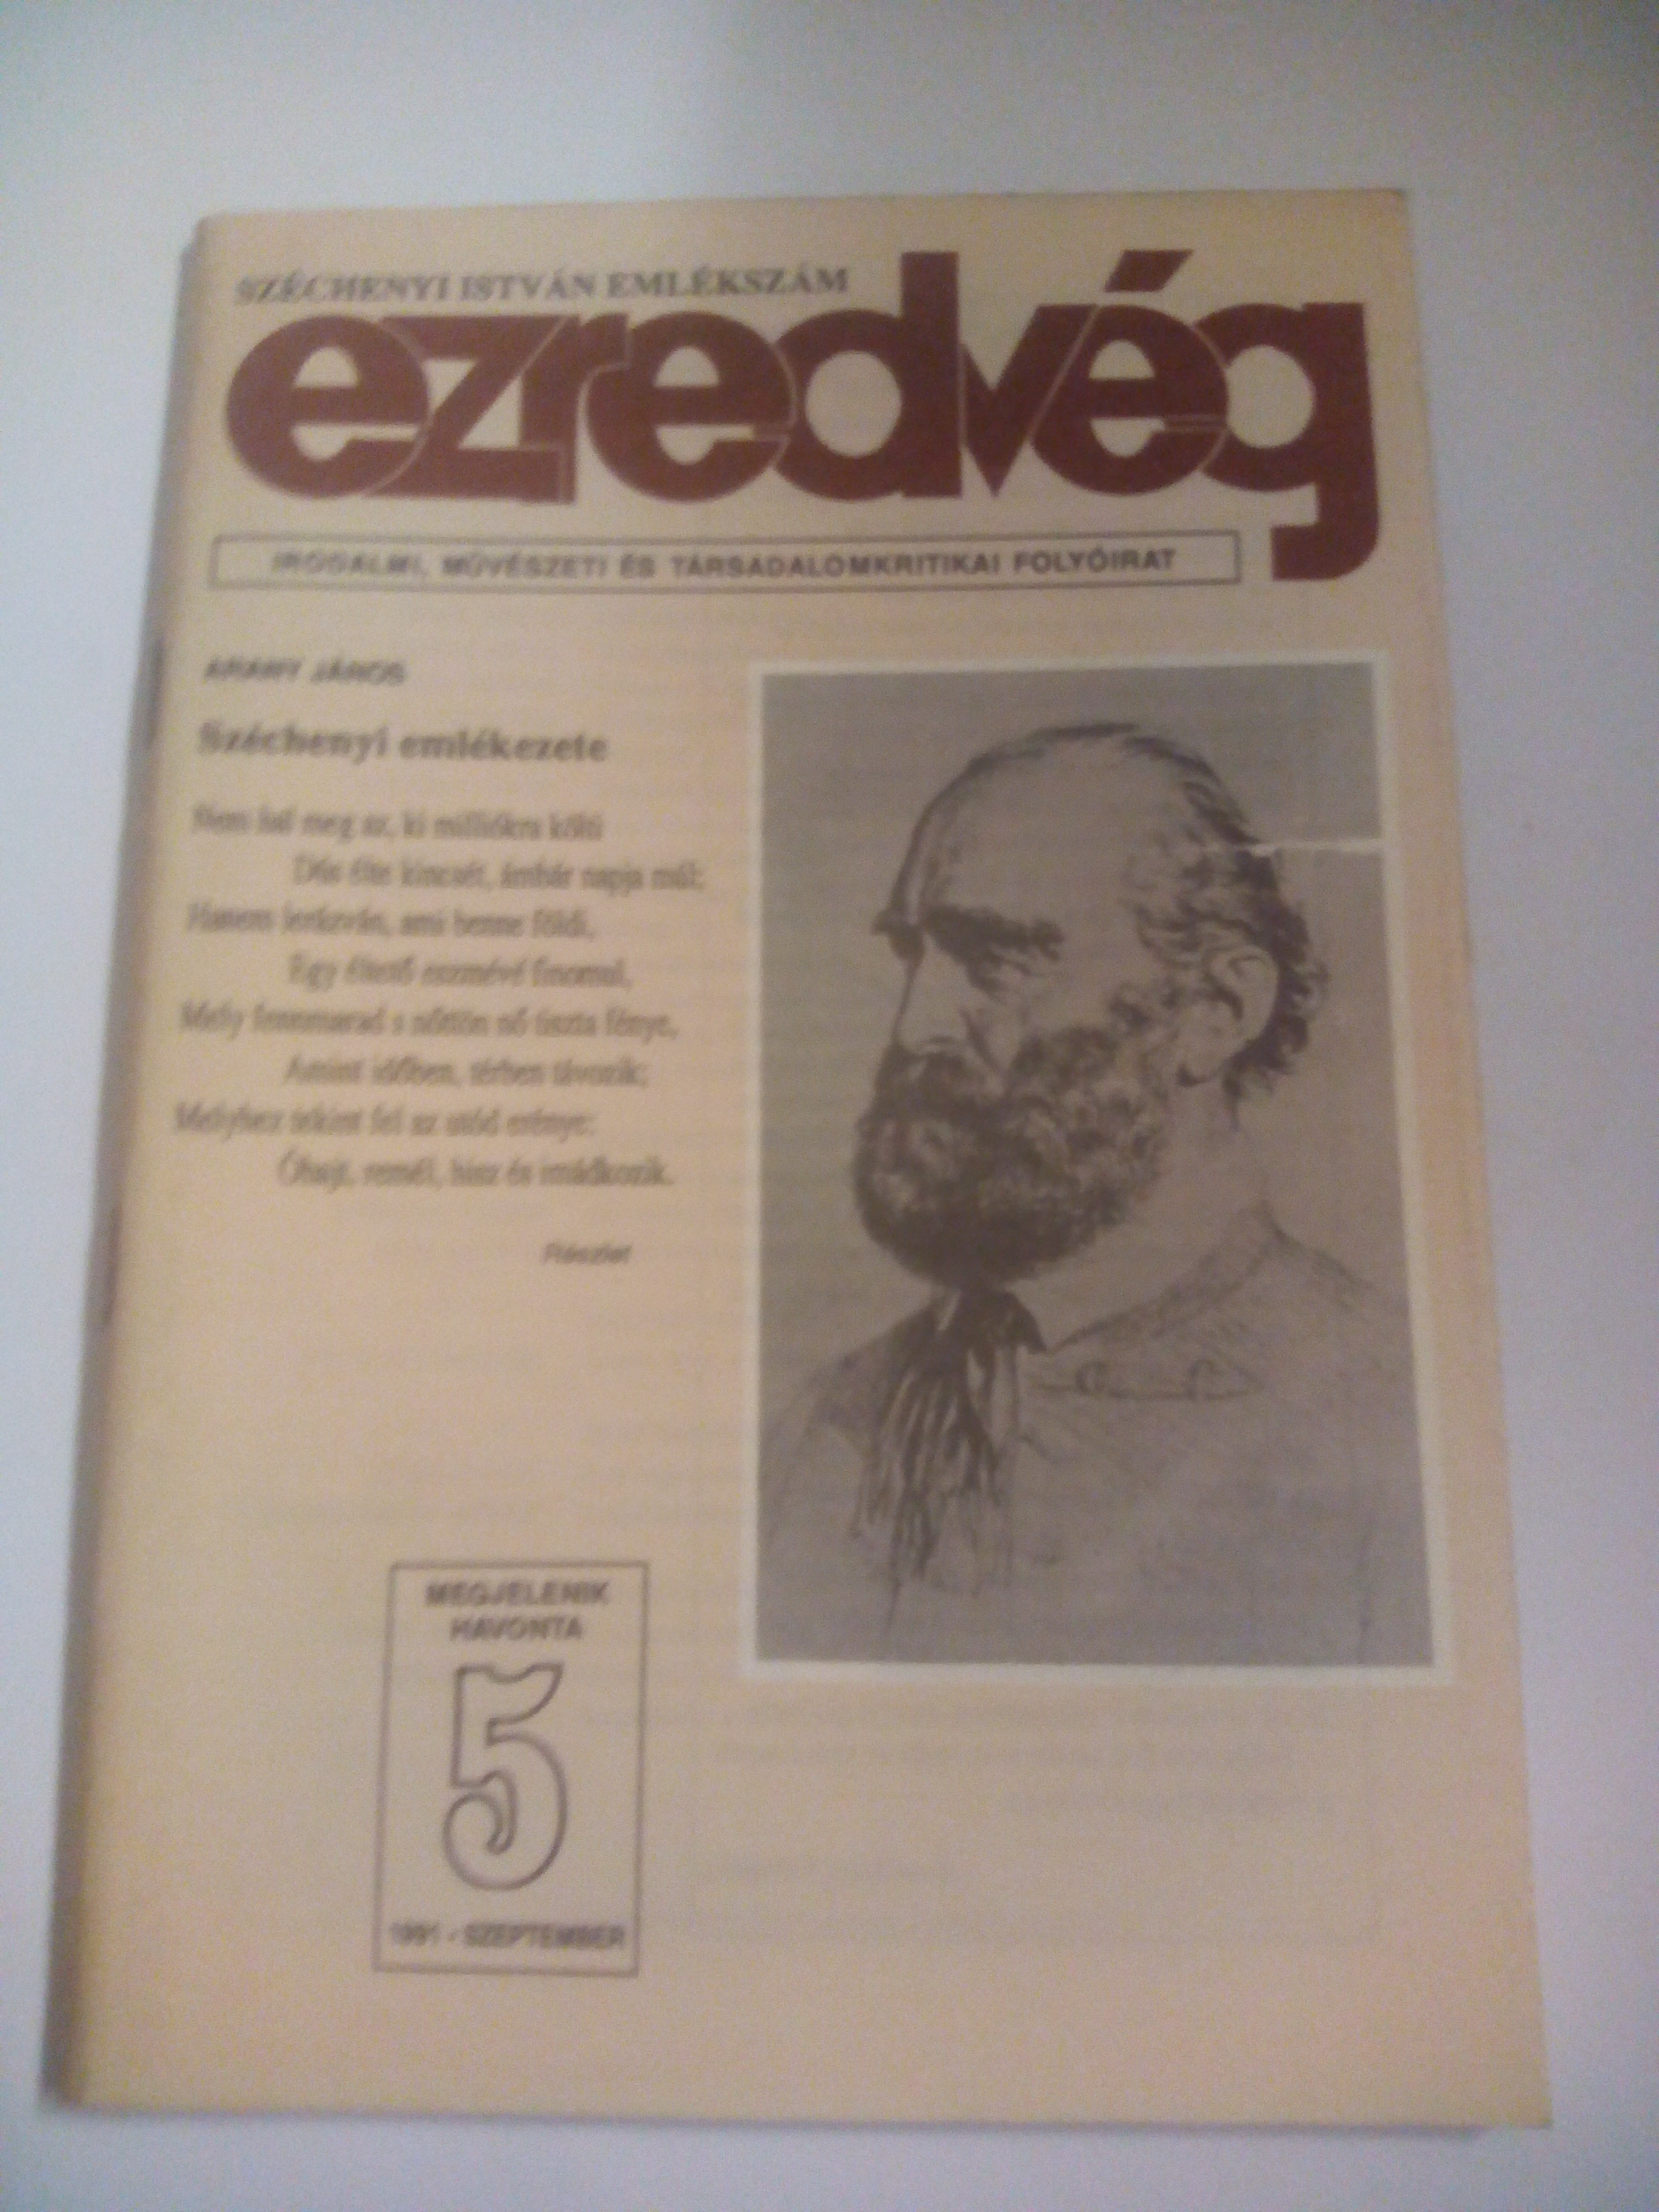 SZÉCHENYI ISTVÁN EMLÉKSZÁM
ezredvég
IRODALMI, MŰVÉSZETI ÉS TÁRSADALOMKRITIKAI FOLYÓIRAT
ARANY JÁNOS
Széchenyi emlékezete
Nem hal meg az, ki milliókra költi
Dús élte kincsét, ámbár napja múl;
Hanem lerázván, ami benne földi,
Egy éltető eszmévé finomul,
Mely fennmarad s nőttön nő tiszta fénye,
Amint időben, térben távozik;
Melyhez tekint fel az utód erénye:
Óhajt, remél, hisz és imádkozik.
Részlet
MEGJELENIK
HAVONTA
5
1991 - SZEPTEMBER